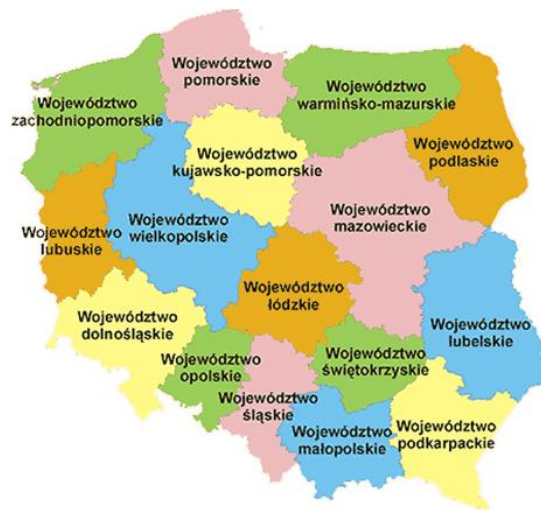 Województwo
pomorskie
Województwo
zachodniopomorskie
Województwo
warmińsko-mazurskie
Województwo
podlaskie
Województwo
kujawsko-pomorskie
Województwo
mazowieckie
Województwo
wielkopolskie
Województwo
lubuskie
Województwo
łódzkie
Województwo
dolnośląskie
Województwo
lubelskie
Województwo
opolskie
Województwo
świętokrzyskie
Województwo
śląskie
Województwo
małopolskie
Województwo
podkarpackie